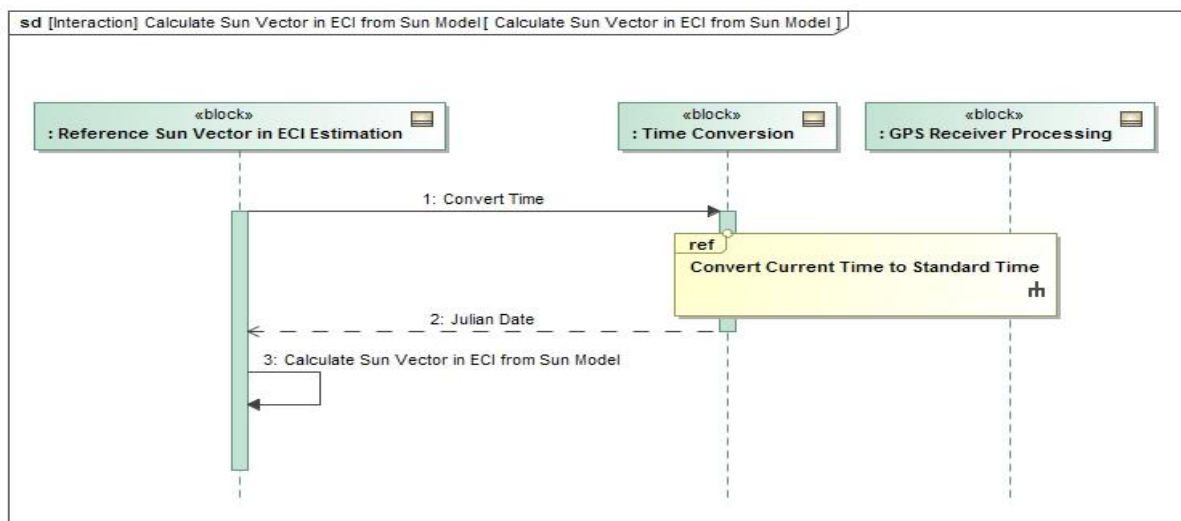 sd [Interaction] Calculate Sun Vector in ECI from Sun Model[ Calculate Sun Vector in ECI from Sun Model ]
«block»
: Reference Sun Vector in ECI Estimation
«block»
: Time Conversion
«block»
: GPS Receiver Processing
1: Convert Time
ref
Convert Current Time to Standard Time
2: Julian Date
3: Calculate Sun Vector in ECI from Sun Model